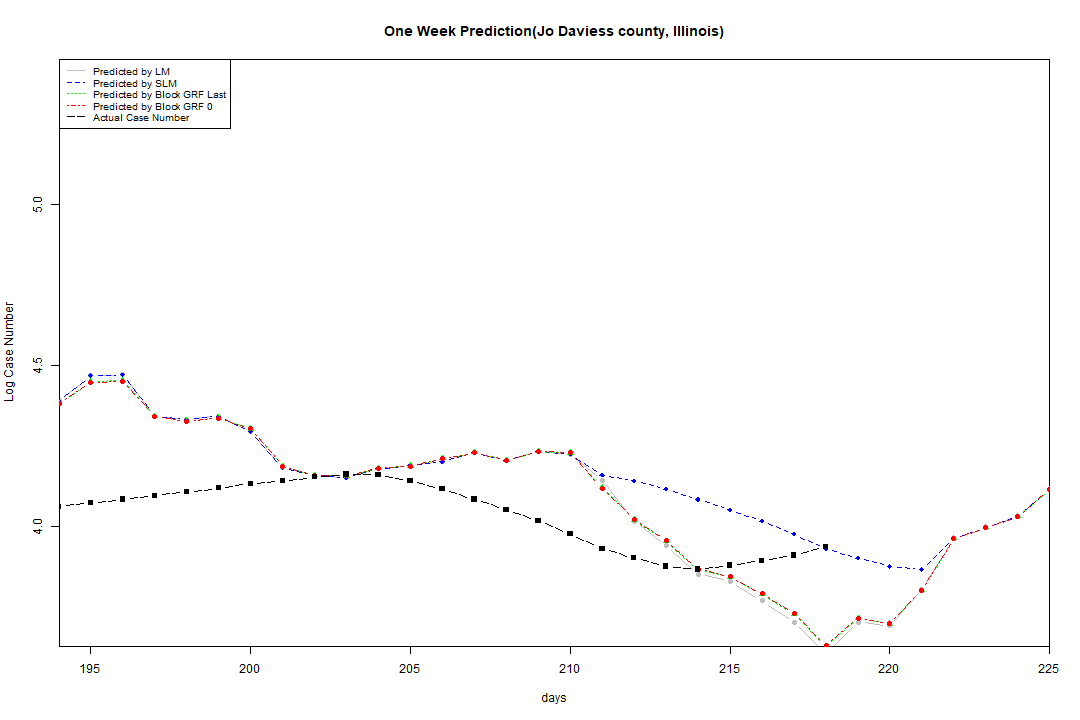 One Week Prediction(Jo Daviess county, Illinois)
Predicted by LM
Predicted by SLM
Predicted by Block GRF Last
Predicted by Block GRF 0
Actual Case Number
5.0
4.5
4.0
Log Case Number
195 200 205 210 215 220 225
days